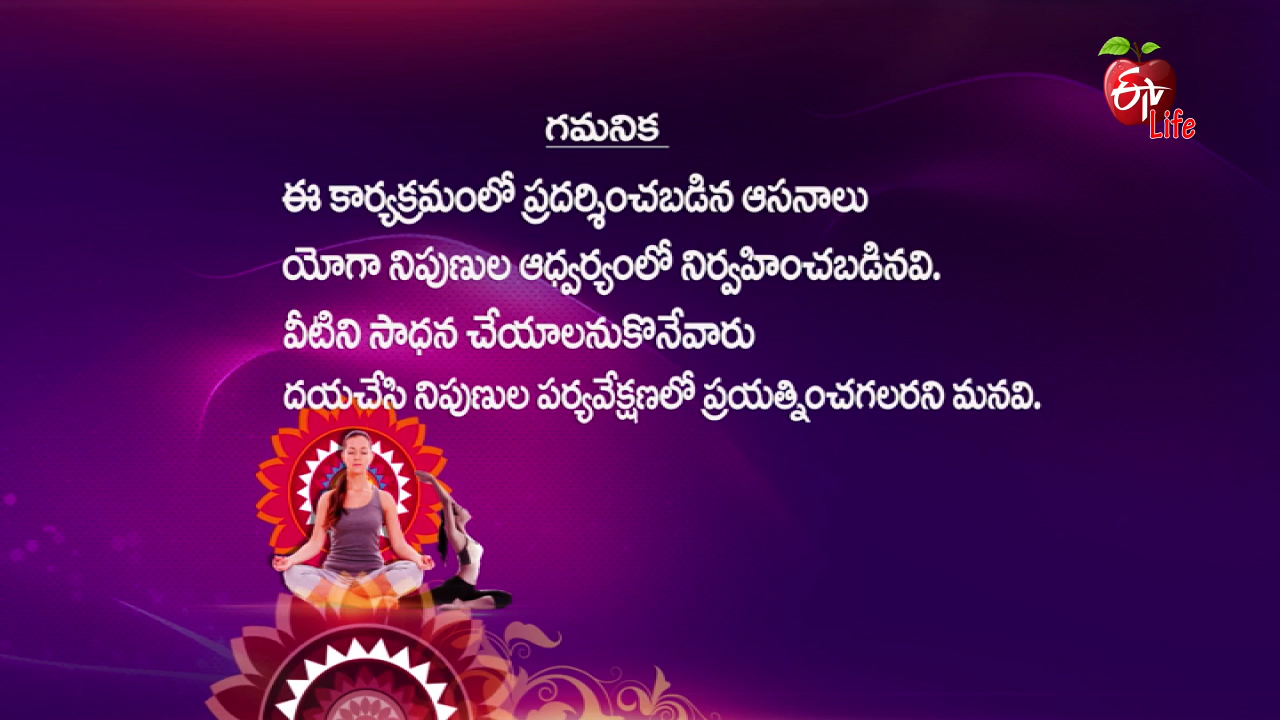 ఈటీవీ
Life
గమనిక
ఈ కార్యక్రమంలో ప్రదర్శించబడిన ఆసనాలు
యోగా నిపుణుల ఆధ్వర్యంలో నిర్వహించబడినవి.
వీటిని సాధన చేయాలనుకొనేవారు
దయచేసి నిపుణుల పర్యవేక్షణలో ప్రయత్నించగలరని మనవి.